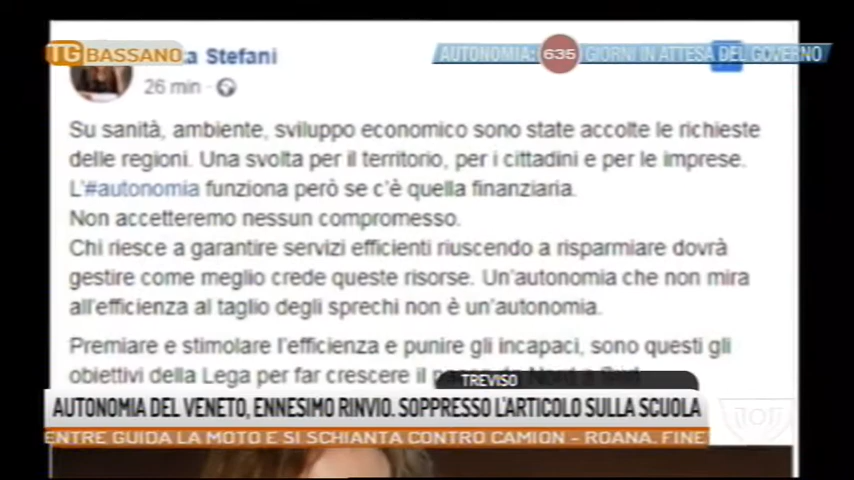 TG BASSANO
AUTONOMIA: 635 GIORNI IN ATTESA DEL GOVERNO
Stefani
26 min
Su sanità, ambiente, sviluppo economico sono state accolte le richieste
delle regioni. Una svolta per il territorio, per i cittadini e per le imprese.
L'#autonomia funziona però se c'è quella finanziaria.
Non accetteremo nessun compromesso.
Chi riesce a garantire servizi efficienti riuscendo a risparmiare dovrà
gestire come meglio crede queste risorse. Un'autonomia che non mira
all'efficienza al taglio degli sprechi non è un'autonomia.
Premiare e stimolare l'efficienza e punire gli incapaci, sono questi gli
obiettivi della Lega per far crescere il
TREVISO
AUTONOMIA DEL VENETO, ENNESIMO RINVIO. SOPPRESSO L'ARTICOLO SULLA SCUOLA
ENTRE GUIDA LA MOTO E SI SCHIANTA CONTRO CAMION - ROANA. FINE